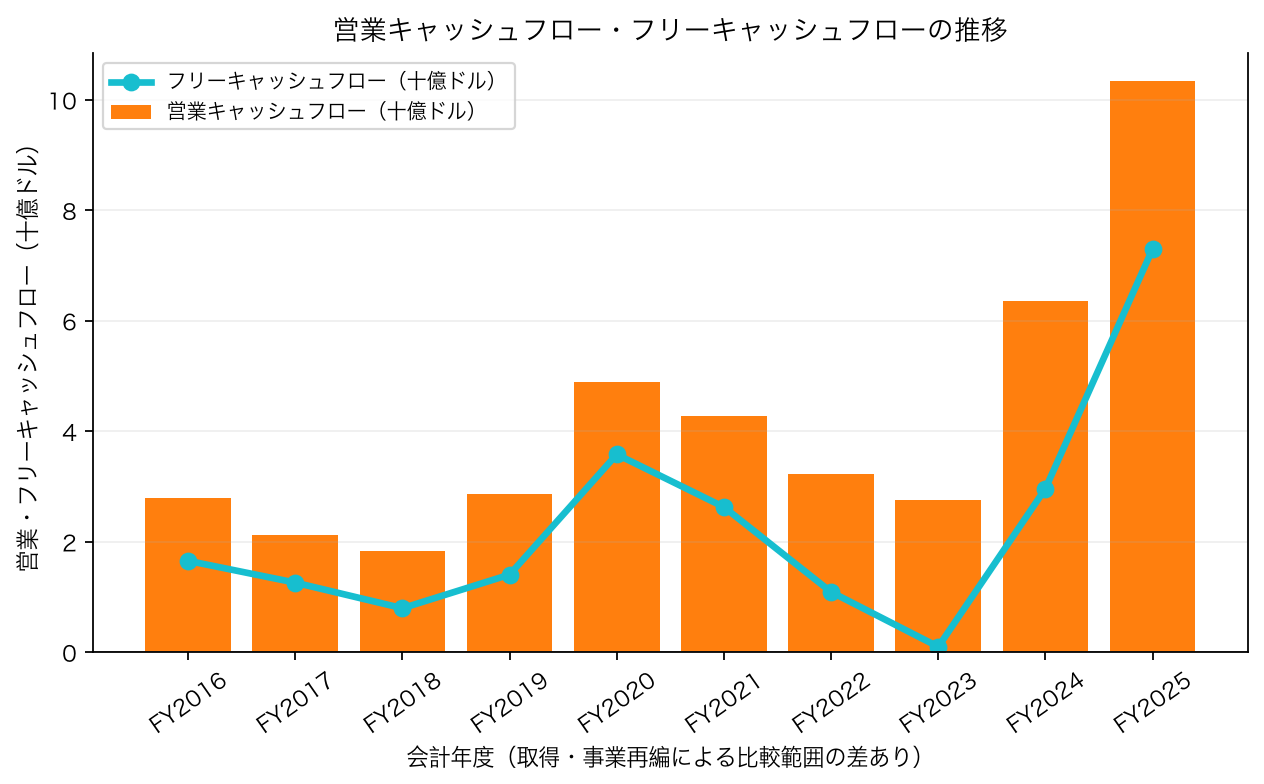 営業キャッシュフロー・フリーキャッシュフローの推移
フリーキャッシュフロー（十億ドル）
営業キャッシュフロー（十億ドル）
営業・フリーキャッシュフロー（十億ドル）
10
8
6
4
2
0
FY2016
FY2017
FY2018
FY2019
FY2020
FY2021
FY2022
FY2023
FY2024
FY2025
会計年度（取得・事業再編による比較範囲の差あり）